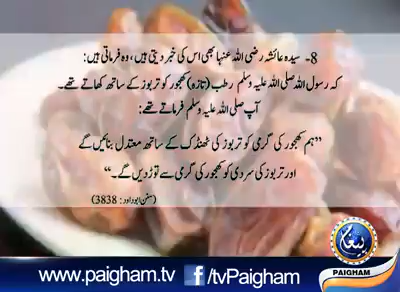 8- سیدہ عائشہ رضی اللہ عنہا بھی اس کی خبر دیتی ہیں، وہ فرماتی ہیں:
کہ رسول اللہ صلی اللہ علیہ وسلم رطب (تازہ) کھجور کو تربوز کے ساتھ کھاتے تھے۔
آپ صلی اللہ علیہ وسلم فرماتے تھے:
”ہم کھجور کی گرمی کو تربوز کی ٹھنڈک کے ساتھ معتدل بنائیں گے
اور تربوز کی سردی کو کھجور کی گرمی سے توڑ دیں گے۔“
(سنن ابوداود: 3838)
پیغام
PAIGHAM
www.paigham.tv f/tvPaigham